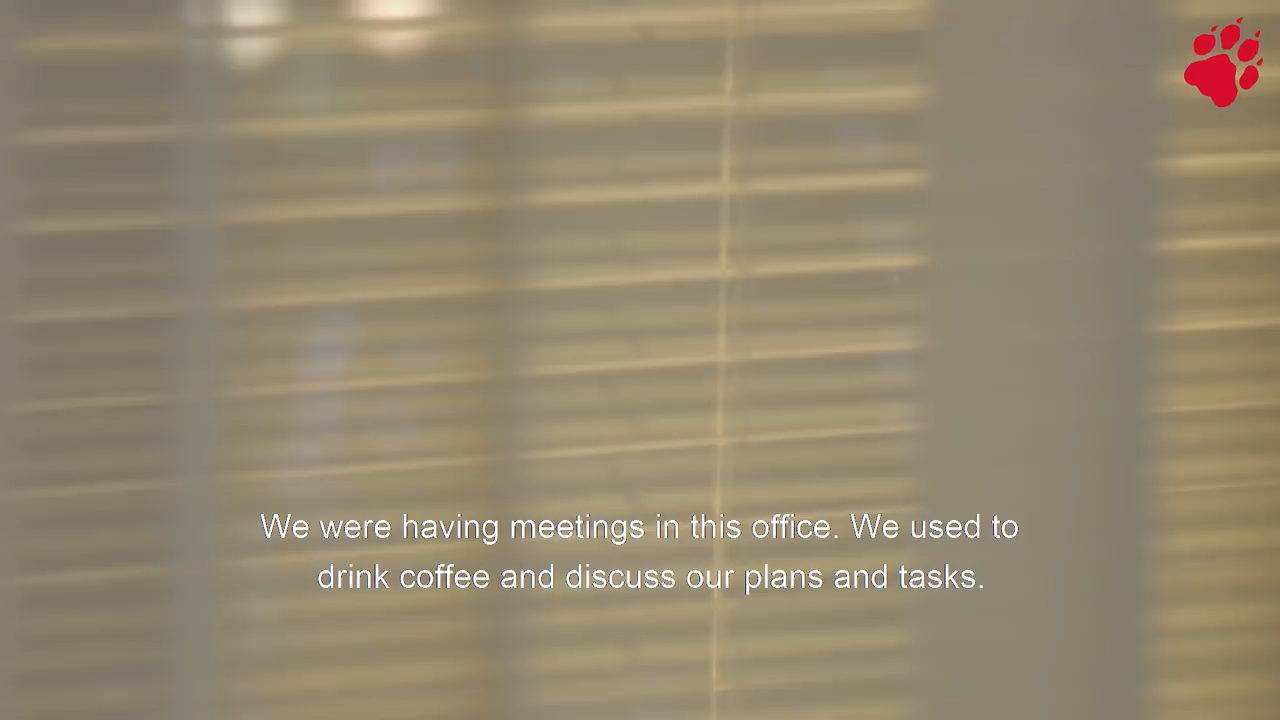 We were having meetings in this office. We used to
drink coffee and discuss our plans and tasks.